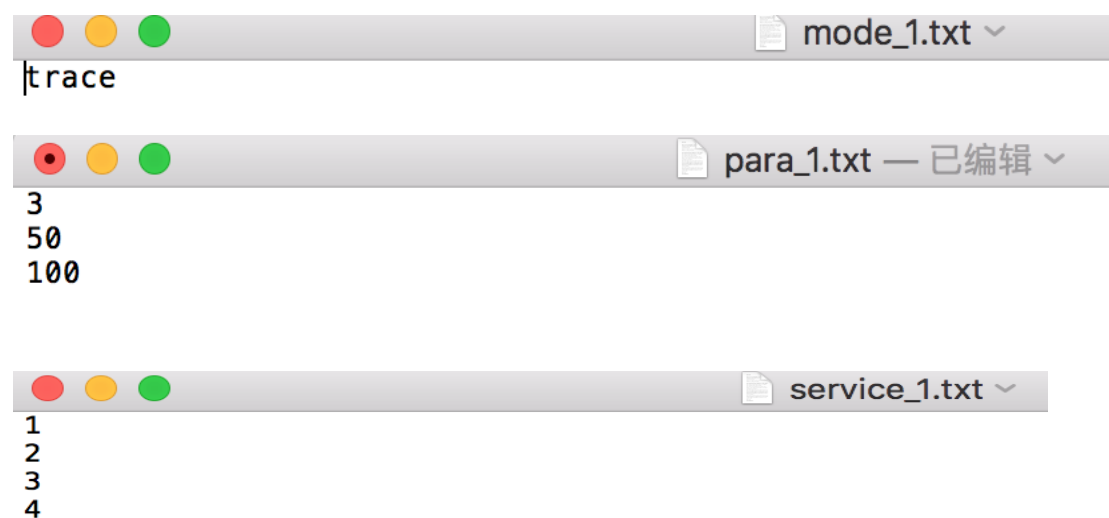 mode_1.txt
trace
para_1.txt — 已编辑
3
50
100
service_1.txt
1
2
3
4